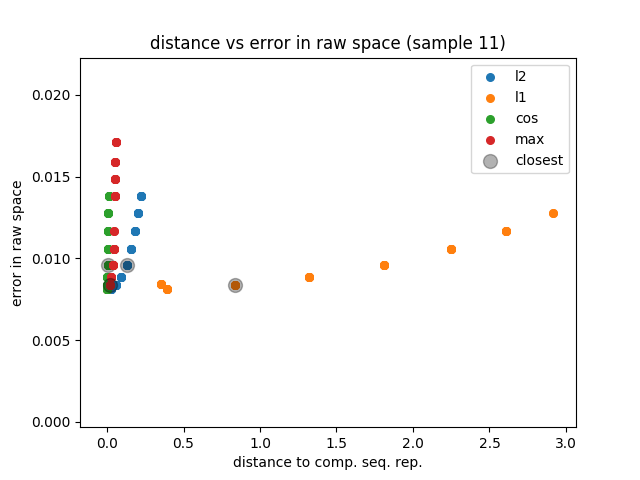 distance vs error in raw space (sample 11)
error in raw space
0.020
0.015
0.010
0.005
0.000
l2
l1
cos
max
closest
0.0 0.5 1.0 1.5 2.0 2.5 3.0
distance to comp. seq. rep.